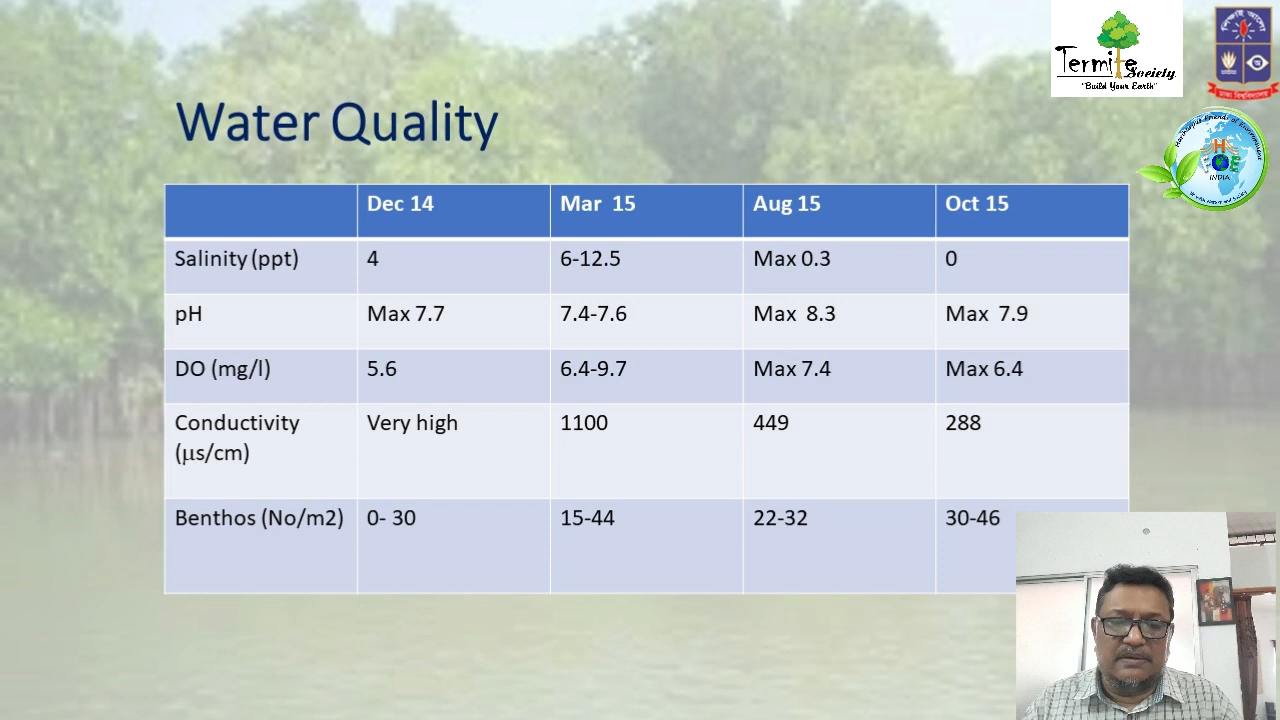 Termite
Society
"Build Your Earth"
Water Quality
HOE
INDIA
Dec 14 Mar 15 Aug 15 Oct 15
Salinity (ppt) 4 6-12.5 Max 0.3 0
pH Max 7.7 7.4-7.6 Max 8.3 Max 7.9
DO (mg/l) 5.6 6.4-9.7 Max 7.4 Max 6.4
Conductivity Very high 1100 449 288
(μs/cm)
Benthos (No/m2) 0- 30 15-44 22-32 30-46